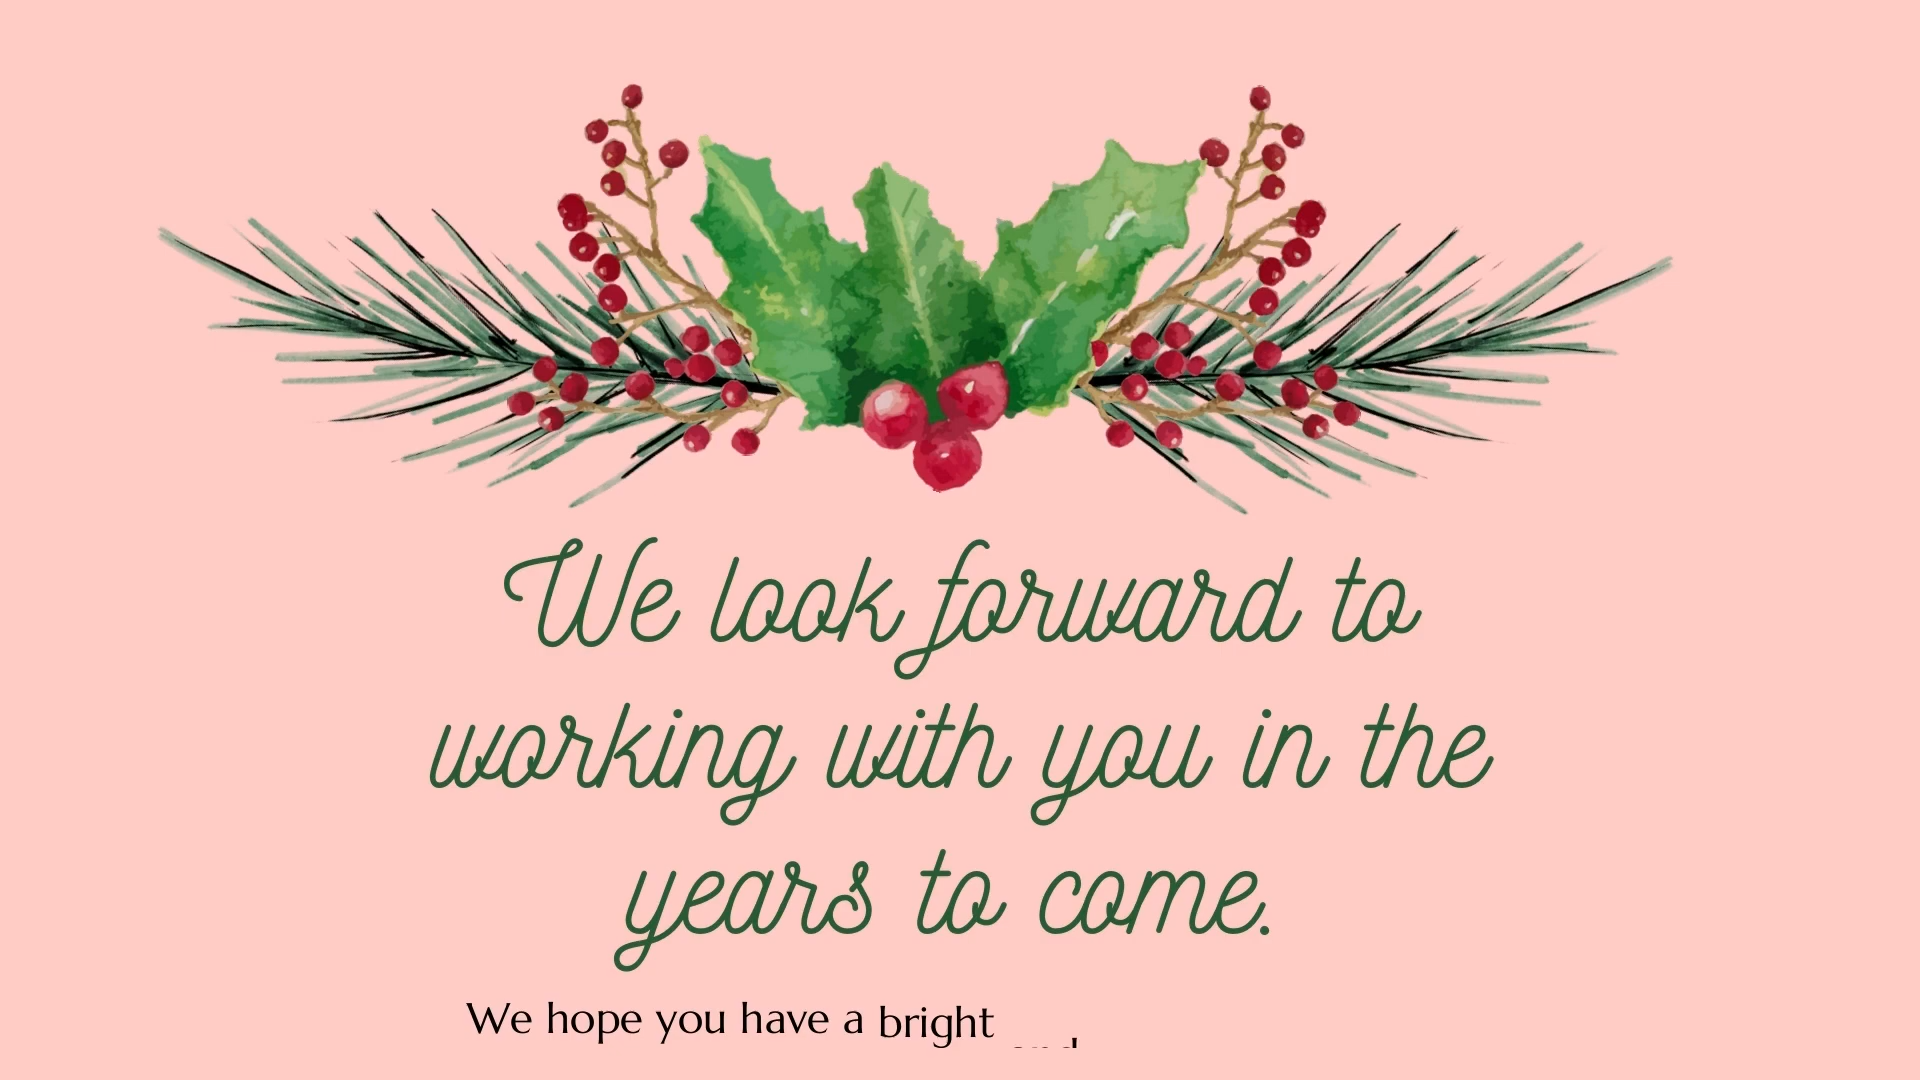 We look forward to
working with you in the
years to come.
We hope you have a bright